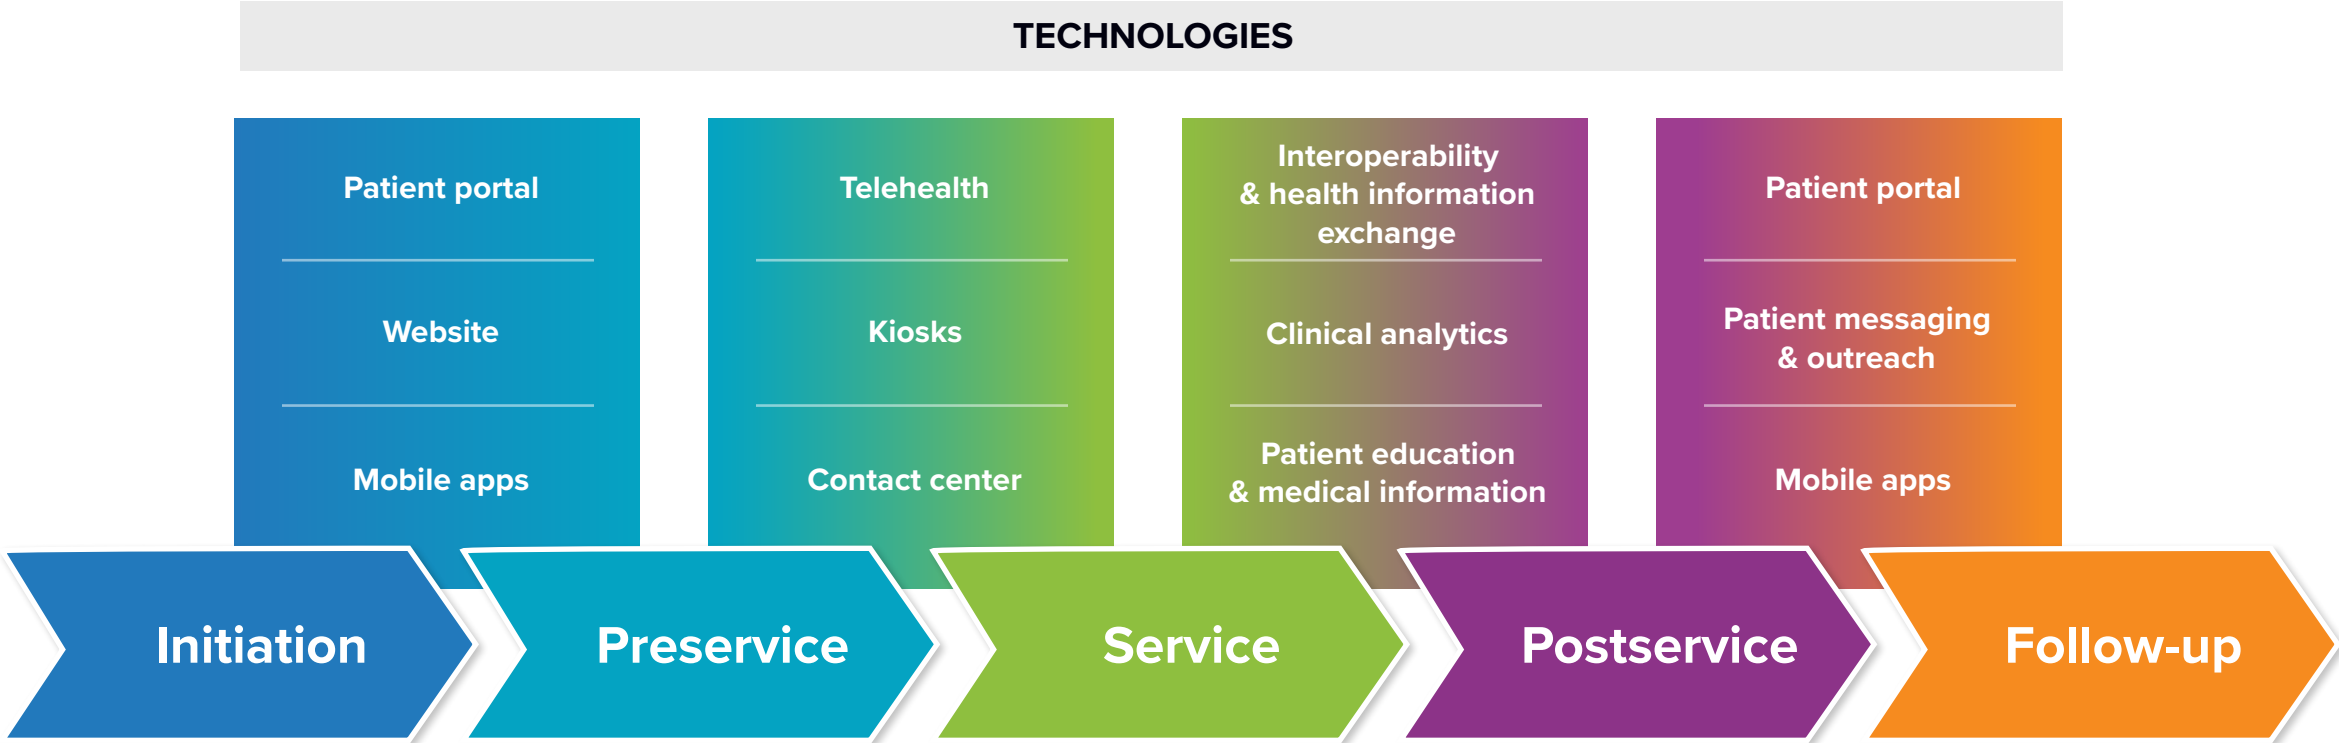 TECHNOLOGIES
Patient portal
Website
Mobile apps
Telehealth
Kiosks
Contact center
Interoperability
& health information
exchange
Clinical analytics
Patient education
& medical information
Patient portal
Patient messaging
& outreach
Mobile apps
Initiation
Preservice
Service
Postservice
Follow-up